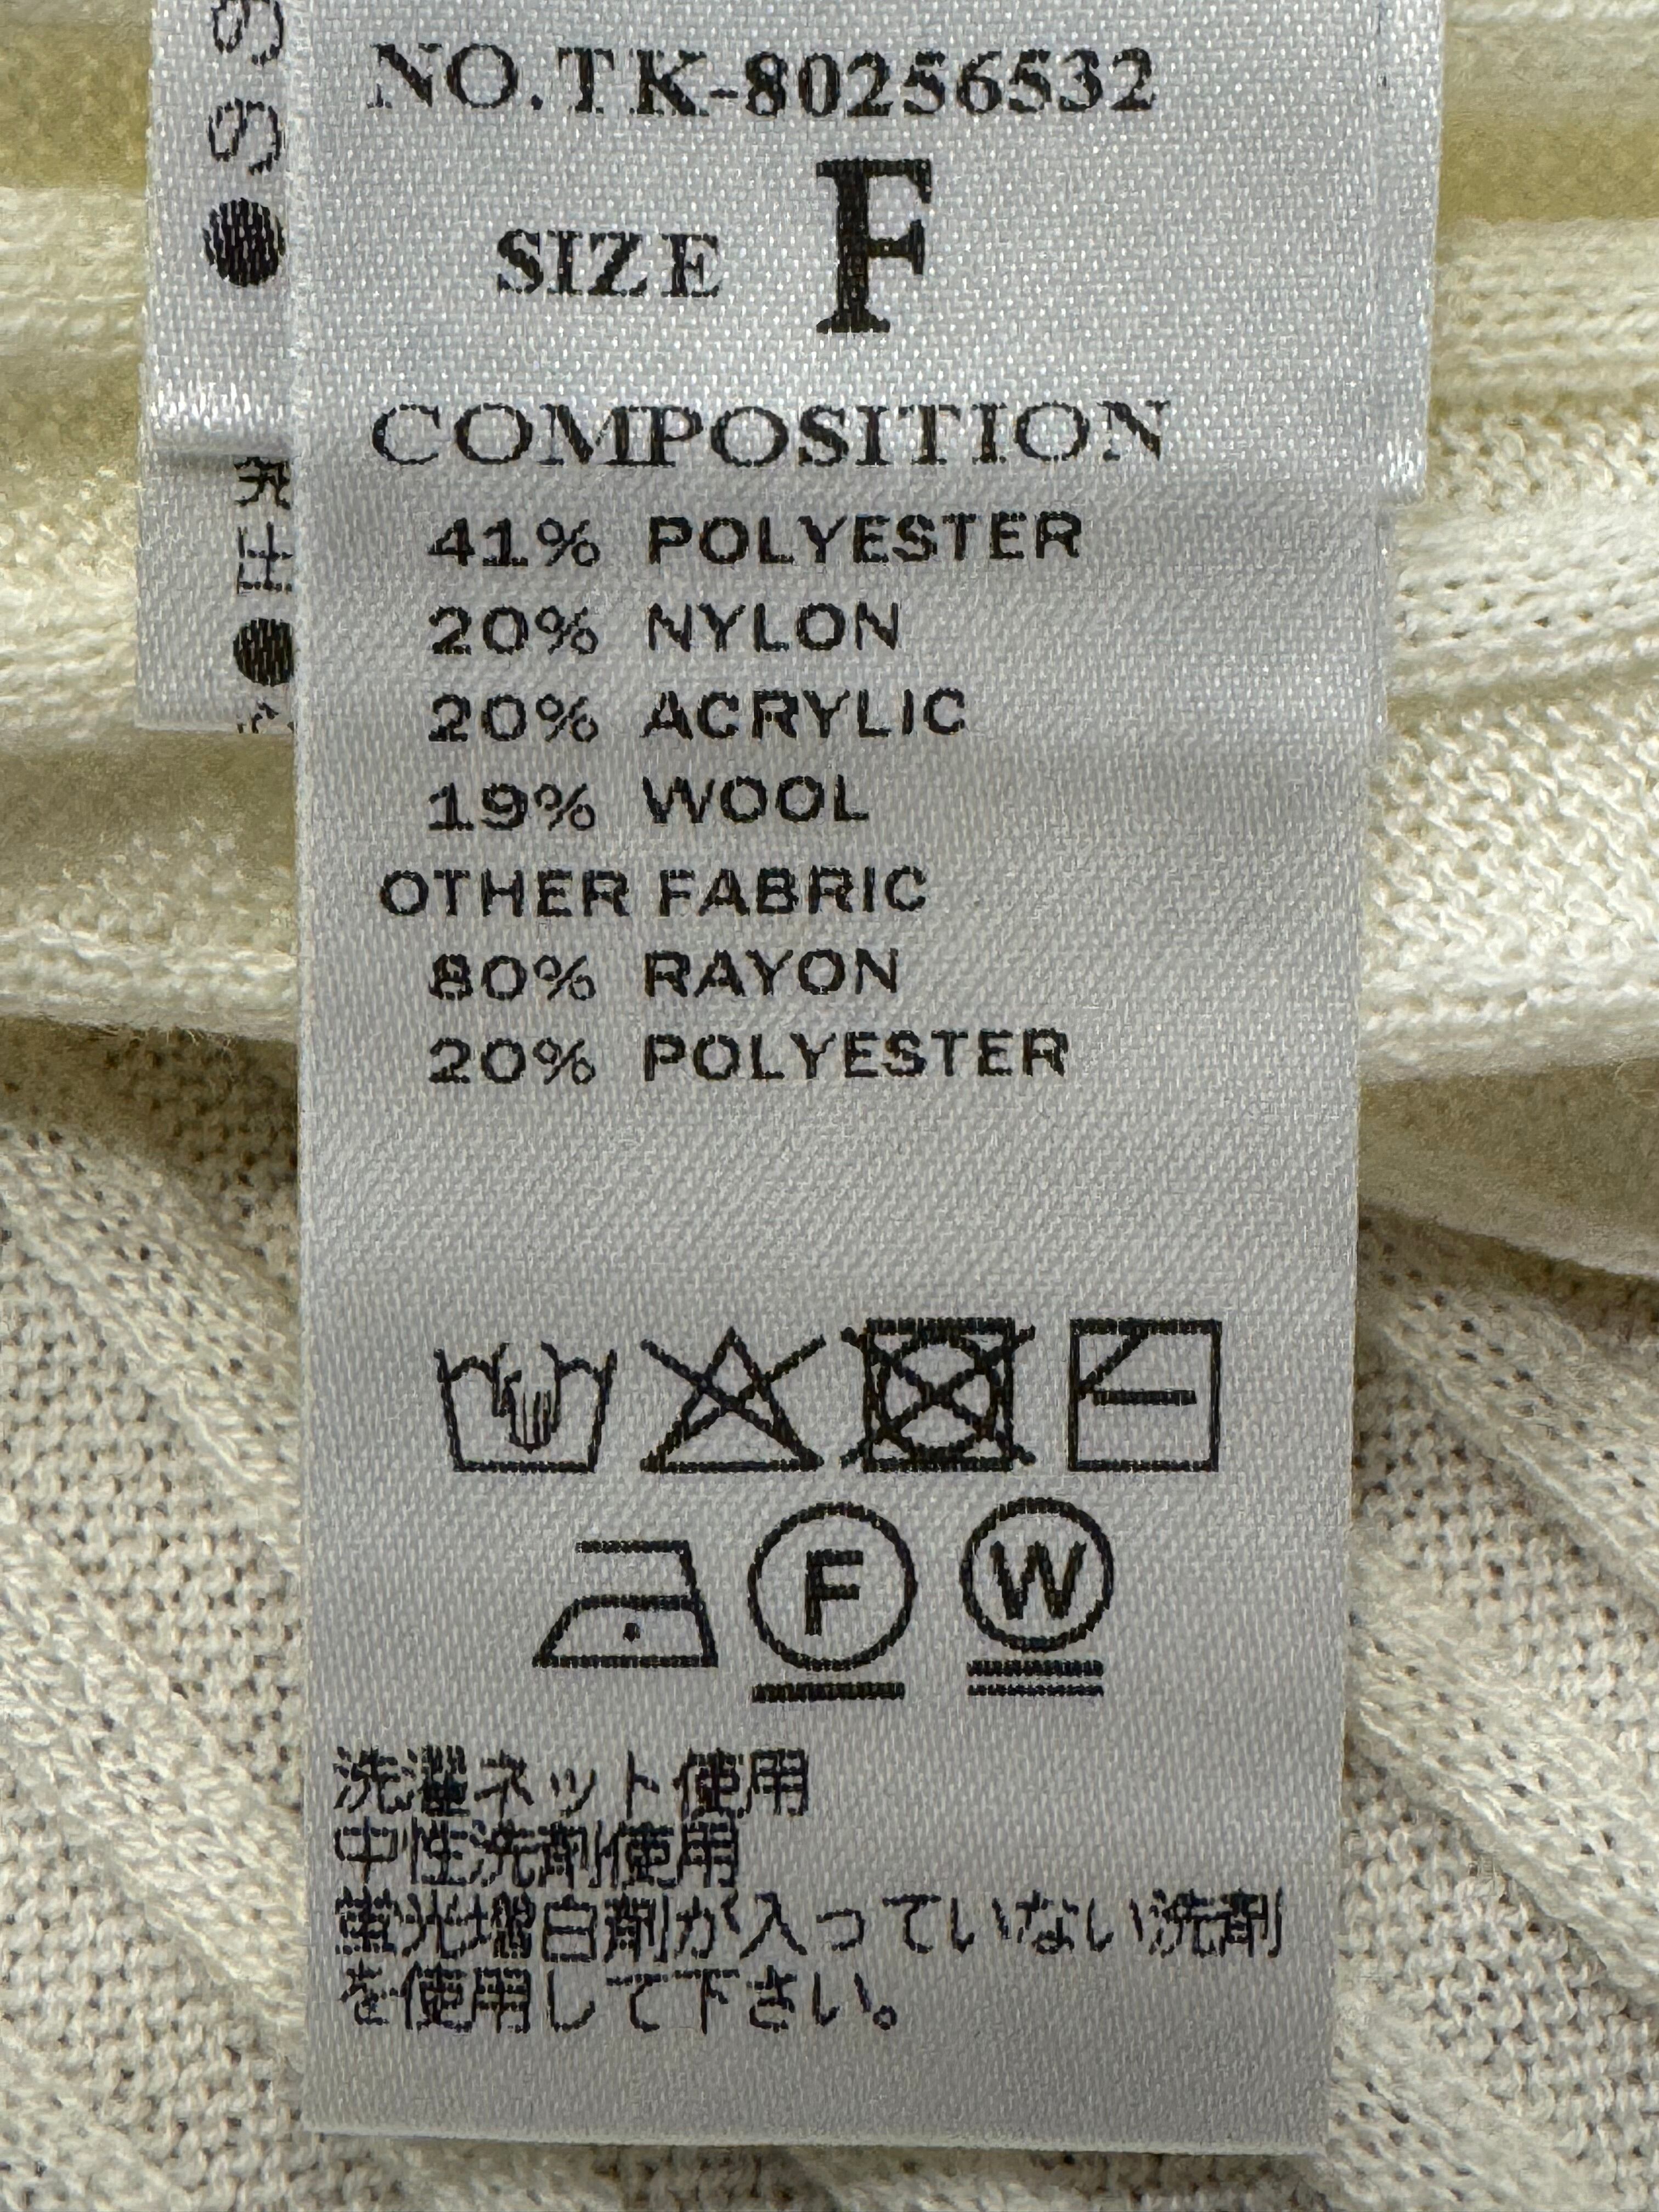 NO.TK-80256532
SIZE F
COMPOSITION
41% POLYESTER
20% NYLON
20% ACRYLIC
19% WOOL
OTHER FABRIC
80% RAYON
20% POLYESTER
F W
洗濯ネット使用
中性洗剤使用
蛍光増白剤が入っていない洗剤
を使用して下さい。